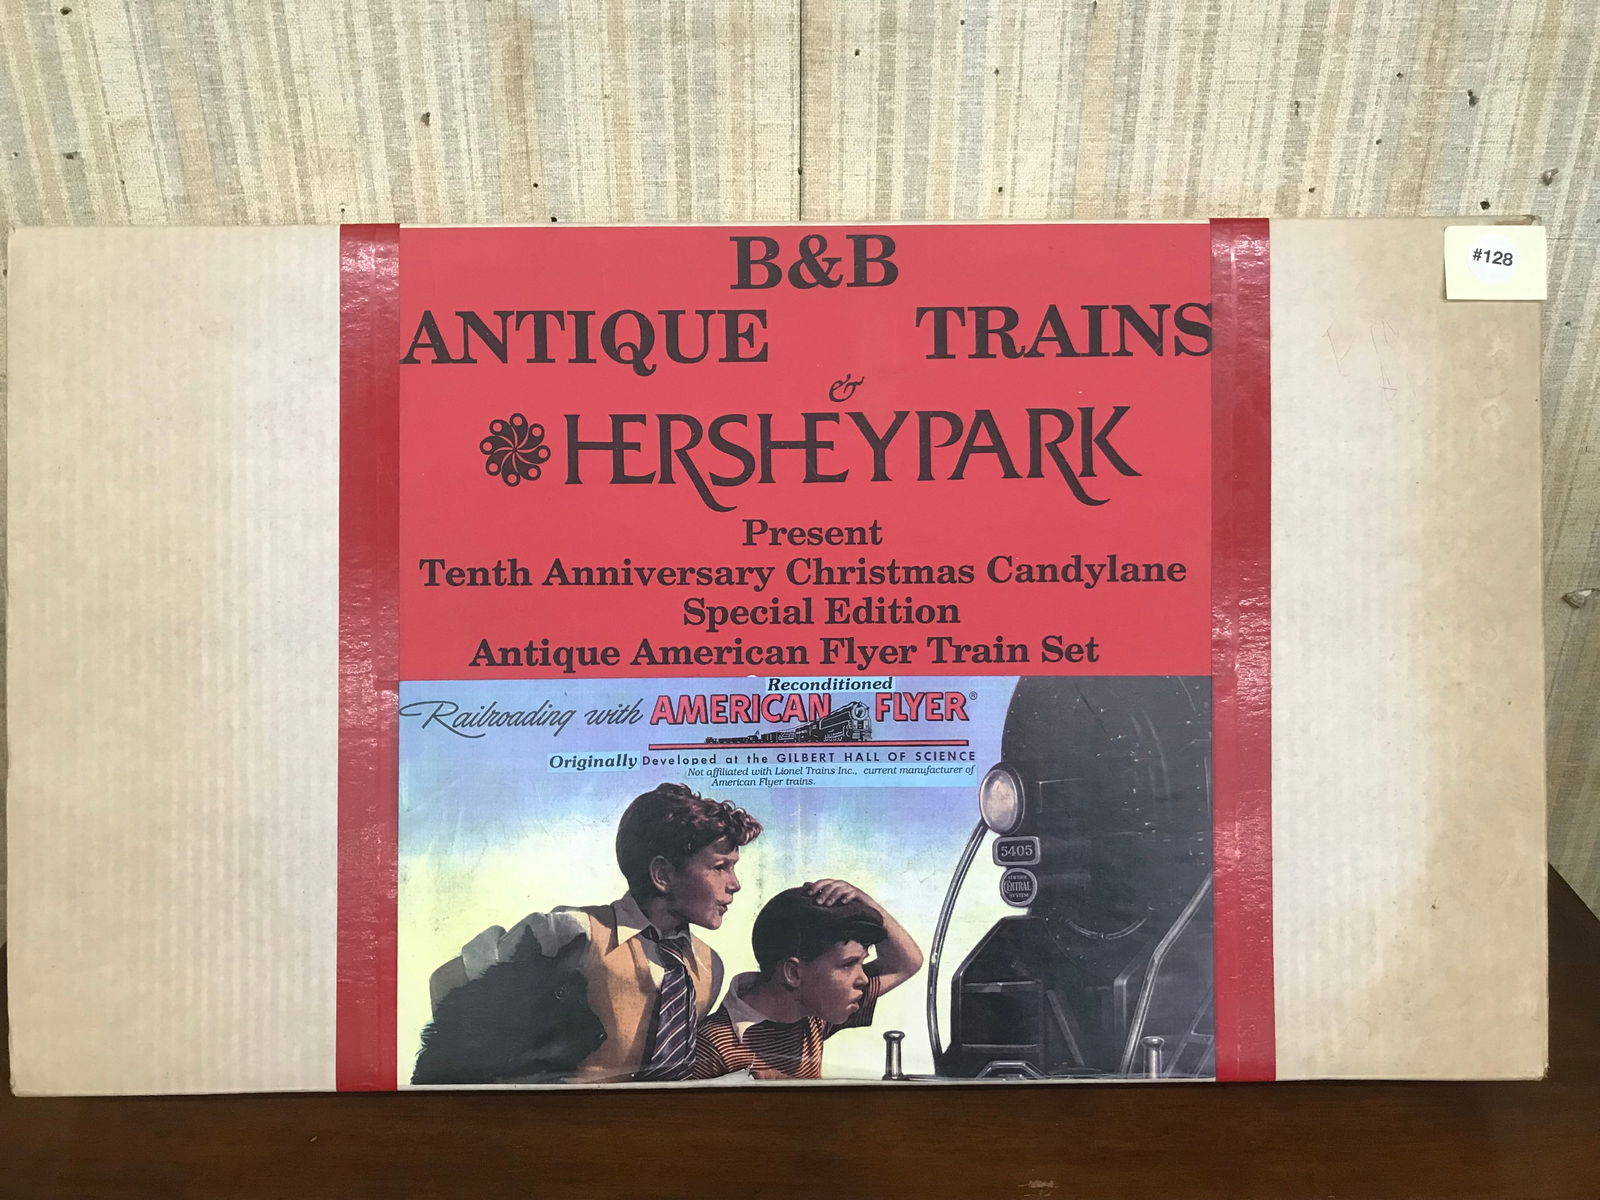 B&B
ANTIQUE TRAINS
&
HERSHEYPARK
Present
Tenth Anniversary Christmas Candylane
Special Edition
Antique American Flyer Train Set
Reconditioned
Railroading with AMERICAN FLYER®
Originally Developed at the GILBERT HALL OF SCIENCE
Not affiliated with Lionel Trains Inc., current manufacturer of
American Flyer trains.
5405
CENTRAL
SYSTEM
#128